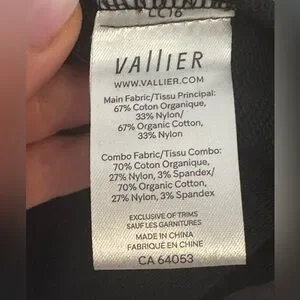 LC16
VALLIER
WWW.VALLIER.COM
Main Fabric/Tissu Principal:
67% Coton Organique,
33% Nylon/
67% Organic Cotton,
33% Nylon
Combo Fabric/Tissu Combo:
70% Coton Organique,
27% Nylon, 3% Spandex/
70% Organic Cotton,
27% Nylon, 3% Spandex
EXCLUSIVE OF TRIMS
SAUF LES GARNITURES
MADE IN CHINA
FABRIQUÉ EN CHINE
CA 64053